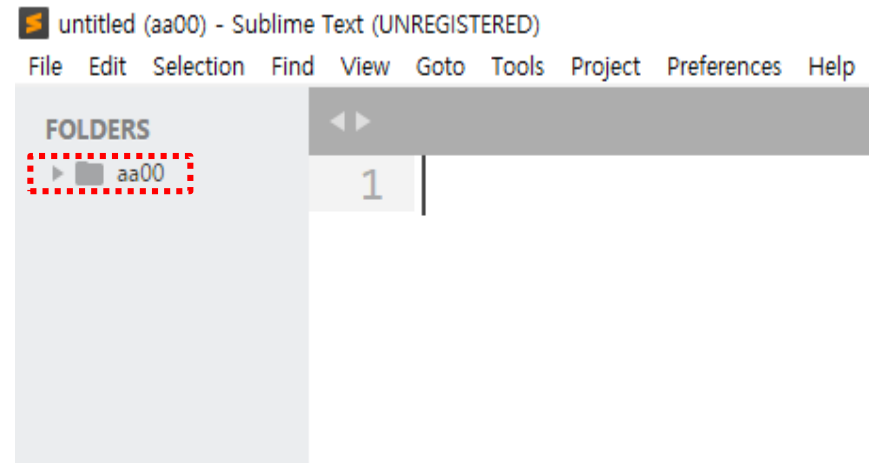 untitled (aa00) - Sublime Text (UNREGISTERED)
File Edit Selection Find View Goto Tools Project Preferences Help
FOLDERS
aa00
1